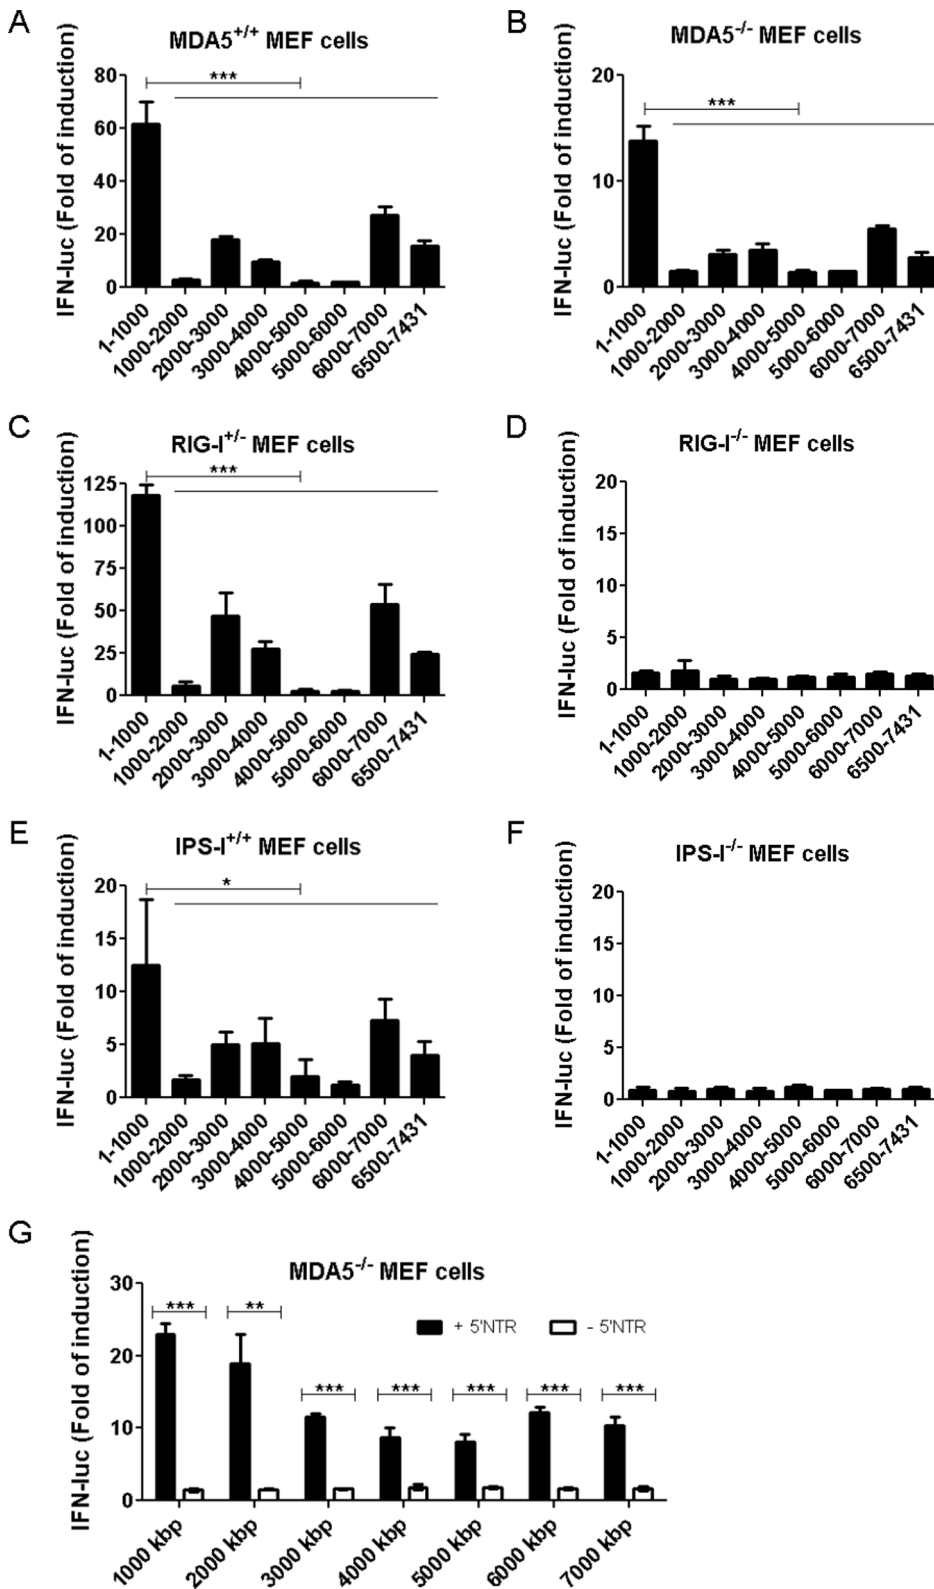 A
MDA5+/+ MEF cells
IFN-luc (Fold of induction)
80
60
40
20
0
***
1-1000
1000-2000
2000-3000
3000-4000
4000-5000
5000-6000
6000-7000
6500-7431
B
MDA5-/- MEF cells
IFN-luc (Fold of induction)
20
10
0
***
1-1000
1000-2000
2000-3000
3000-4000
4000-5000
5000-6000
6000-7000
6500-7431
C
RIG-I+/- MEF cells
IFN-luc (Fold of induction)
125
100
75
50
25
0
***
1-1000
1000-2000
2000-3000
3000-4000
4000-5000
5000-6000
6000-7000
6500-7431
D
RIG-I-/- MEF cells
IFN-luc (Fold of induction)
20
15
10
5
0
1-1000
1000-2000
2000-3000
3000-4000
4000-5000
5000-6000
6000-7000
6500-7431
E
IPS-I+/+ MEF cells
IFN-luc (Fold of induction)
20
15
10
5
0
*
1-1000
1000-2000
2000-3000
3000-4000
4000-5000
5000-6000
6000-7000
6500-7431
F
IPS-I-/- MEF cells
IFN-luc (Fold of induction)
20
15
10
5
0
1-1000
1000-2000
2000-3000
3000-4000
4000-5000
5000-6000
6000-7000
6500-7431
G
MDA5-/- MEF cells
IFN-luc (Fold of induction)
30
20
10
0
+ 5'NTR
- 5'NTR
*** ** *** *** *** *** ***
1000 kbp
2000 kbp
3000 kbp
4000 kbp
5000 kbp
6000 kbp
7000 kbp